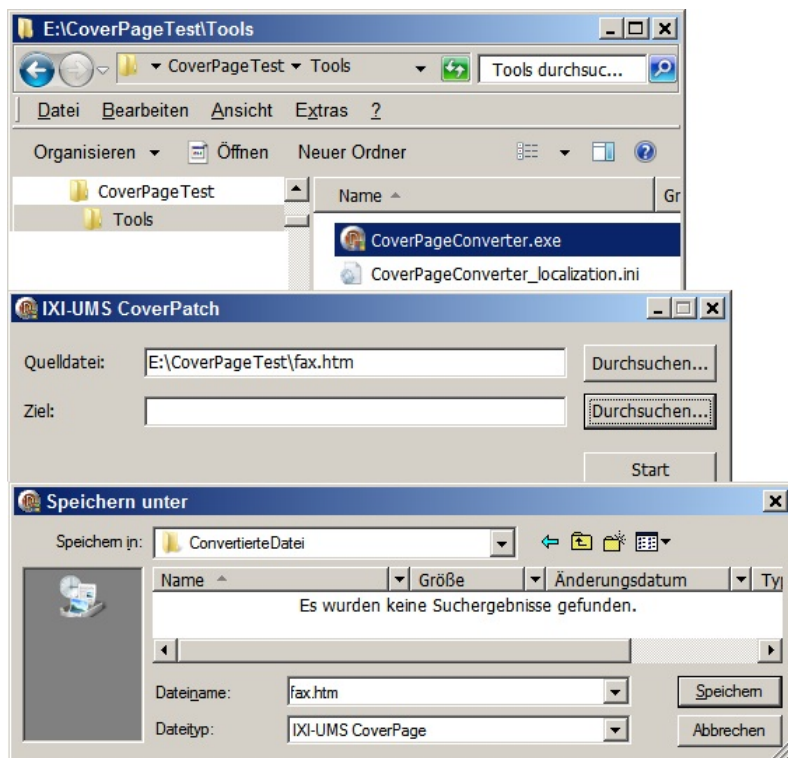 E:\CoverPageTest\Tools
CoverPageTest Tools Tools durchsuc...
Datei Bearbeiten Ansicht Extras ?
Organisieren Öffnen Neuer Ordner
CoverPageTest Name Gr
Tools
CoverPageConverter.exe
CoverPageConverter_localization.ini
IXI-UMS CoverPatch
Quelldatei: E:\CoverPageTest\fax.htm Durchsuchen...
Ziel: Durchsuchen...
Start
Speichern unter
Speichern in: ConvertierteDatei
Name Größe Änderungsdatum Typ
Es wurden keine Suchergebnisse gefunden.
Dateiname: fax.htm Speichern
Dateityp: IXI-UMS CoverPage Abbrechen